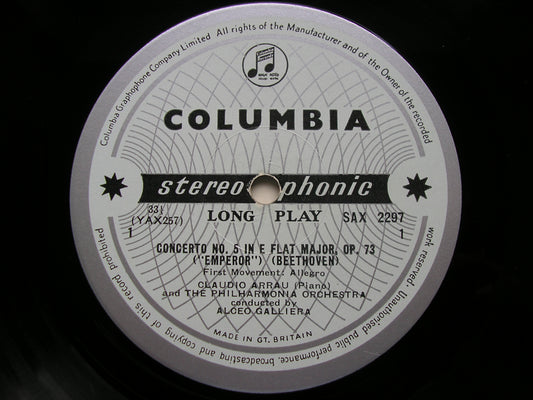 Columbia Graphophone Company Limited. All rights of the Manufacturer and of the Owner of the recorded work reserved. Unauthorised public performance, broadcasting and copying of this record prohibited
COLUMBIA
stereophonic
33⅓ LONG PLAY SAX 2297
(YAX257)
1 1
CONCERTO NO. 5 IN E FLAT MAJOR, OP. 73
("EMPEROR") (BEETHOVEN)
First Movement: Allegro
CLAUDIO ARRAU (Piano)
and THE PHILHARMONIA ORCHESTRA
conducted by
ALCEO GALLIERA
MADE IN GT. BRITAIN